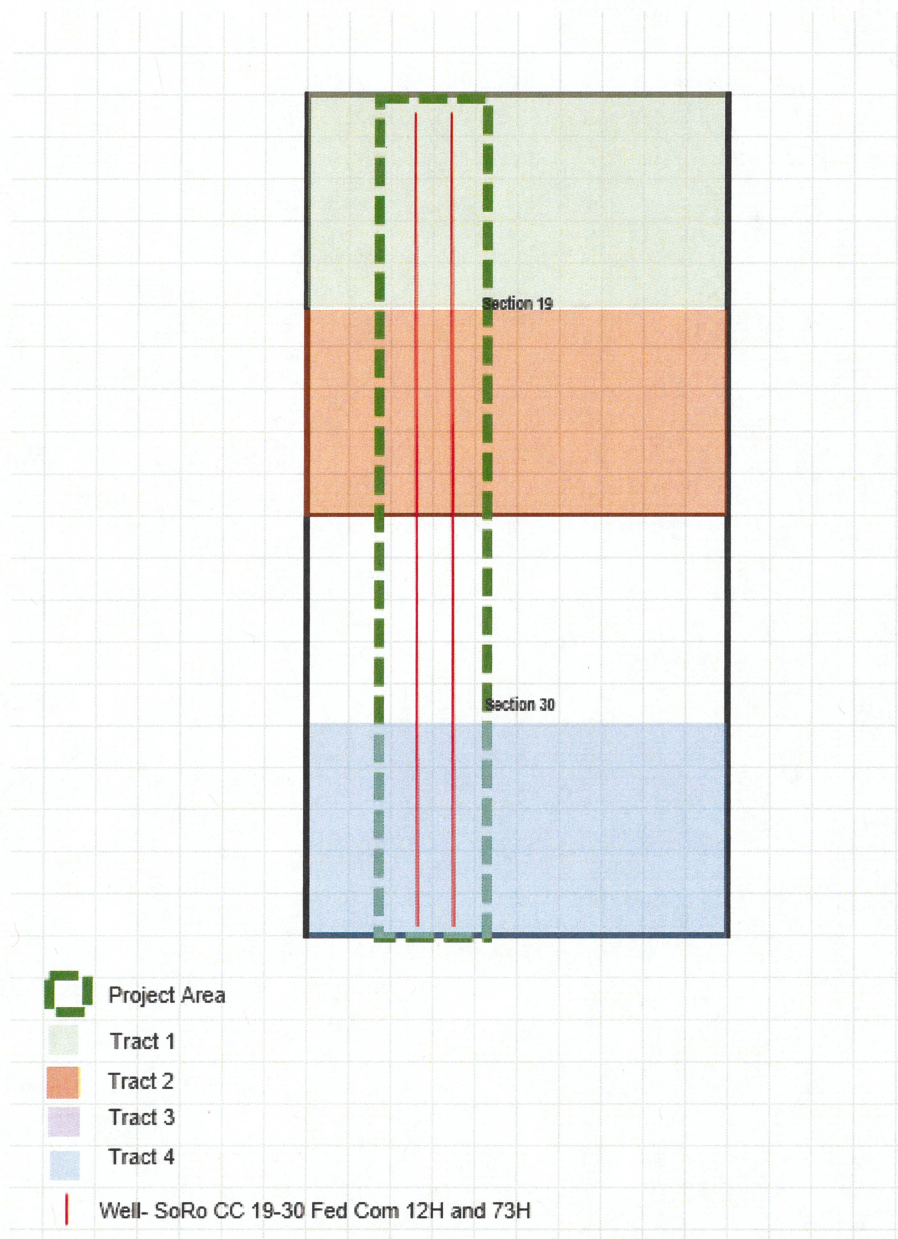 Section 19
Section 30
Project Area
Tract 1
Tract 2
Tract 3
Tract 4
Well- SoRo CC 19-30 Fed Com 12H and 73H